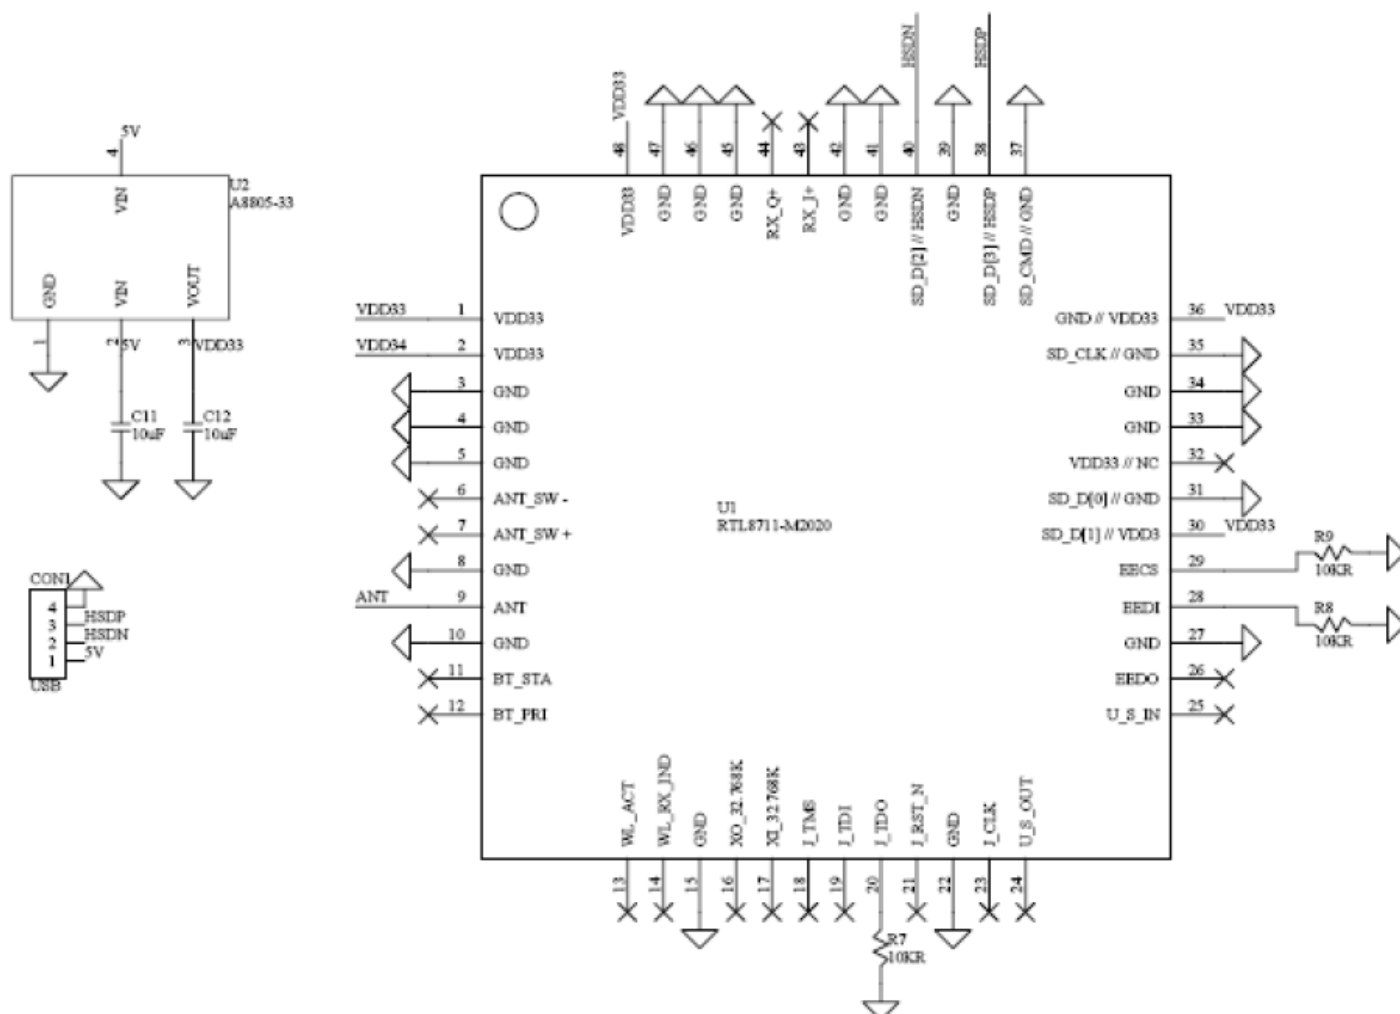 5V
4
U2
A8805-33
VIN
GND
VIN
VOUT
1
2
3
5V
VDD33
C11
10uF
C12
10uF
CON1
4
3
2
1
HSDP
HSDN
5V
USB
VDD33
HSDN
HSDP
48
47
46
45
44
43
42
41
40
39
38
37
VDD33
GND
GND
GND
RX_Q+
RX_I+
GND
GND
SD_D[2] // HSDN
GND
SD_D[3] // HSDP
SD_CMD // GND
VDD33 1 VDD33
VDD34 2 VDD33
3 GND
4 GND
5 GND
6 ANT_SW -
7 ANT_SW +
8 GND
ANT 9 ANT
10 GND
11 BT_STA
12 BT_PRI
U1
RTL8711-M2020
GND // VDD33 36 VDD33
SD_CLK // GND 35
GND 34
GND 33
VDD33 // NC 32
SD_D[0] // GND 31
SD_D[1] // VDD3 30 VDD33
EECS 29
EEDI 28
GND 27
EEDO 26
U_S_IN 25
R9
10KR
R8
10KR
WL_ACT
WL_RX_IND
GND
XO_32.768K
XI_32.768K
J_TMS
J_TDI
J_TDO
J_RST_N
GND
J_CLK
U_S_OUT
13
14
15
16
17
18
19
20
21
22
23
24
R7
10KR